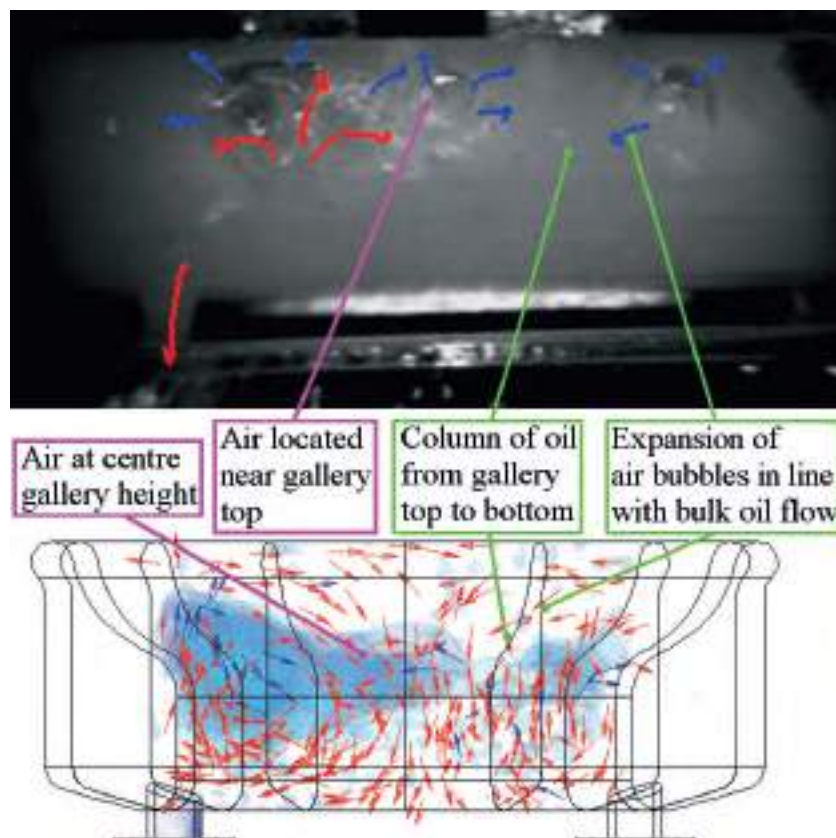 Air at centre
gallery height
Air located
near gallery
top
Column of oil
from gallery
top to bottom
Expansion of
air bubbles in line
with bulk oil flow